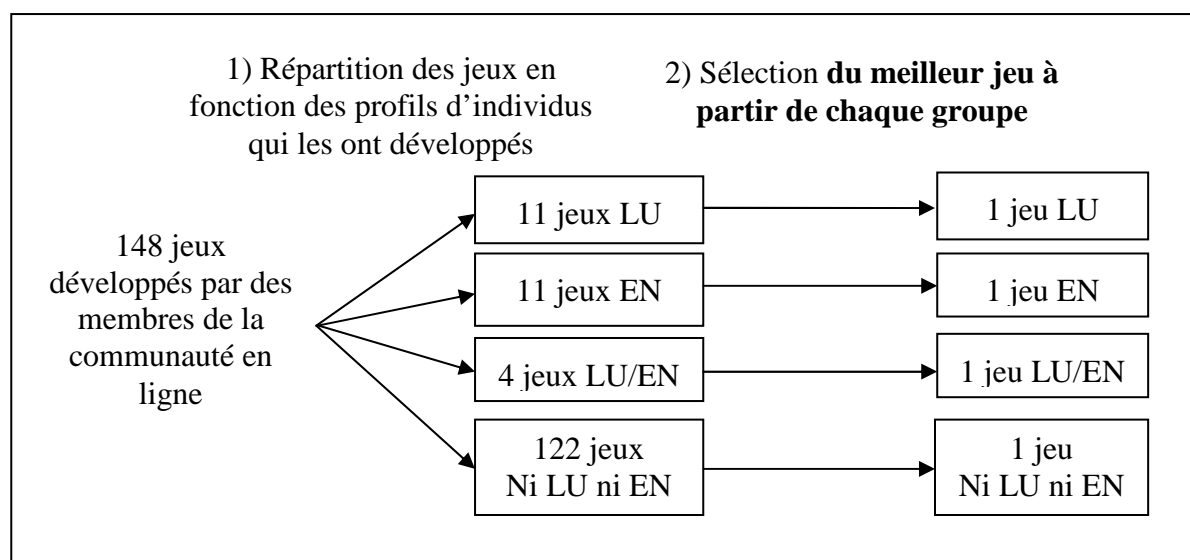 1) Répartition des jeux en
fonction des profils d’individus
qui les ont développés
2) Sélection du meilleur jeu à
partir de chaque groupe
148 jeux
développés par des
membres de la
communauté en
ligne
11 jeux LU
1 jeu LU
11 jeux EN
1 jeu EN
4 jeux LU/EN
1 jeu LU/EN
122 jeux
Ni LU ni EN
1 jeu
Ni LU ni EN